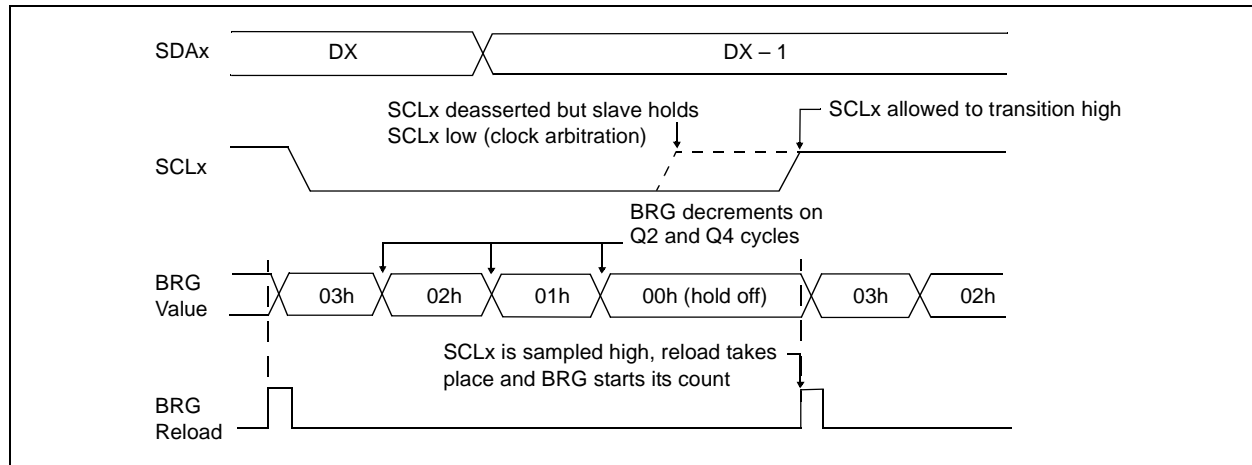 SDAx
DX
DX – 1
SCLx deasserted but slave holds
SCLx low (clock arbitration)
SCLx allowed to transition high
SCLx
BRG decrements on
Q2 and Q4 cycles
BRG
Value
03h
02h
01h
00h (hold off)
03h
02h
SCLx is sampled high, reload takes
place and BRG starts its count
BRG
Reload